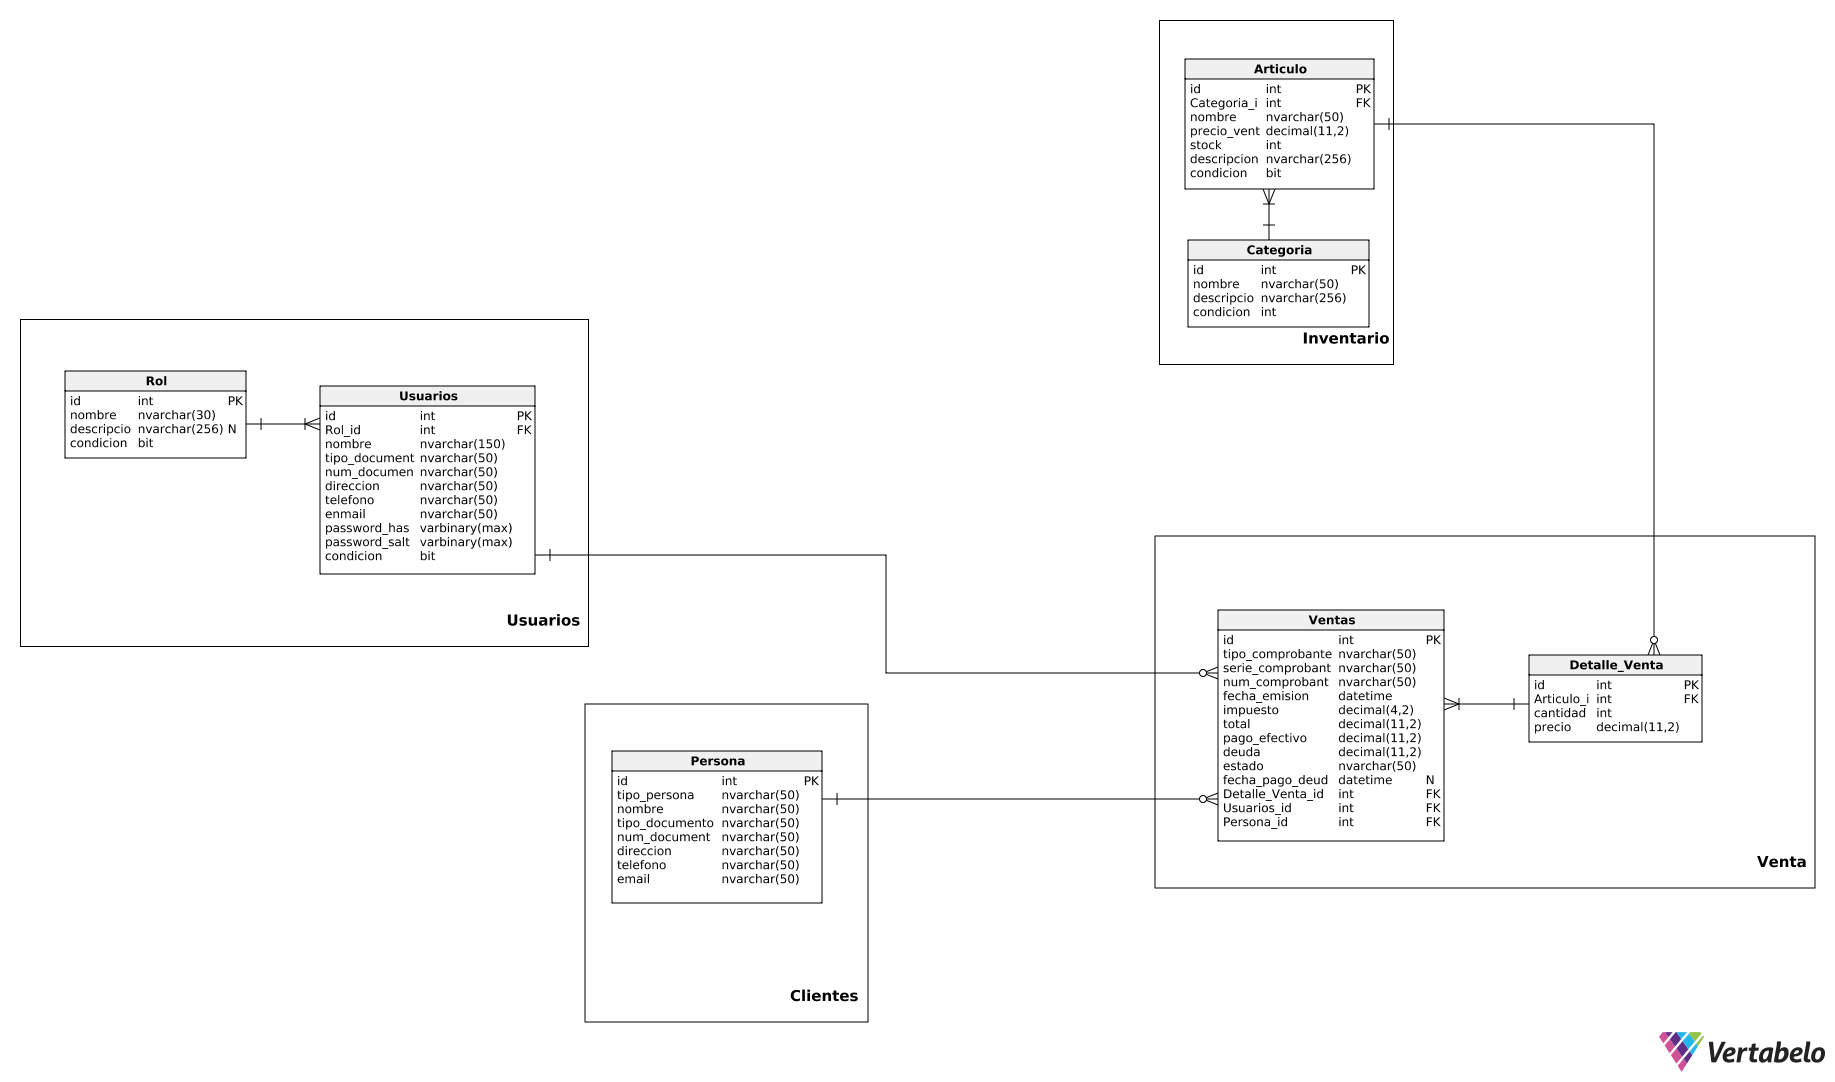 Articulo
id int PK
Categoria_i int FK
nombre nvarchar(50)
precio_vent decimal(11,2)
stock int
descripcion nvarchar(256)
condicion bit
Categoria
id int PK
nombre nvarchar(50)
descripcio nvarchar(256)
condicion int
Inventario
Rol
id int PK
nombre nvarchar(30)
descripcio nvarchar(256) N
condicion bit
Usuarios
id int PK
Rol_id int FK
nombre nvarchar(150)
tipo_document nvarchar(50)
num_documen nvarchar(50)
direccion nvarchar(50)
telefono nvarchar(50)
enmail nvarchar(50)
password_has varbinary(max)
password_salt varbinary(max)
condicion bit
Usuarios
Persona
id int PK
tipo_persona nvarchar(50)
nombre nvarchar(50)
tipo_documento nvarchar(50)
num_document nvarchar(50)
direccion nvarchar(50)
telefono nvarchar(50)
email nvarchar(50)
Clientes
Ventas
id int PK
tipo_comprobante nvarchar(50)
serie_comprobant nvarchar(50)
num_comprobant nvarchar(50)
fecha_emision datetime
impuesto decimal(4,2)
total decimal(11,2)
pago_efectivo decimal(11,2)
deuda decimal(11,2)
estado nvarchar(50)
fecha_pago_deud datetime N
Detalle_Venta_id int FK
Usuarios_id int FK
Persona_id int FK
Detalle_Venta
id int PK
Articulo_i int FK
cantidad int
precio decimal(11,2)
Venta
Vertabelo